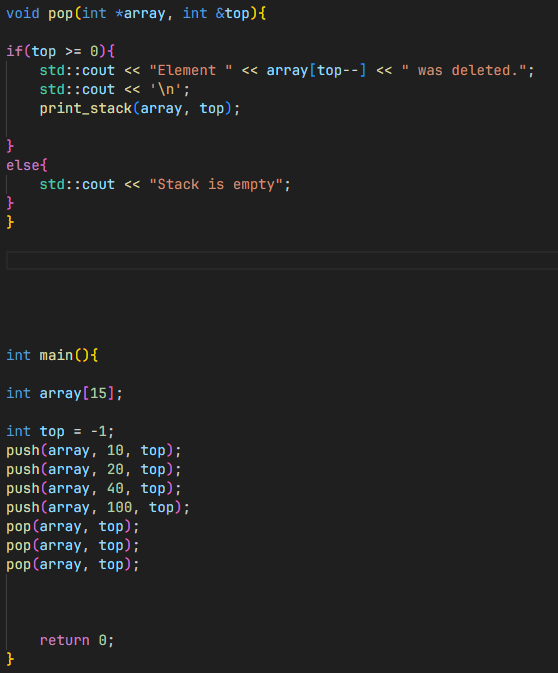 void pop(int *array, int &top){
if(top >= 0){
    std::cout << "Element " << array[top--] << " was deleted.";
    std::cout << '\n';
    print_stack(array, top);
}
else{
    std::cout << "Stack is empty";
}
}
int main(){
int array[15];
int top = -1;
push(array, 10, top);
push(array, 20, top);
push(array, 40, top);
push(array, 100, top);
pop(array, top);
pop(array, top);
pop(array, top);
    return 0;
}